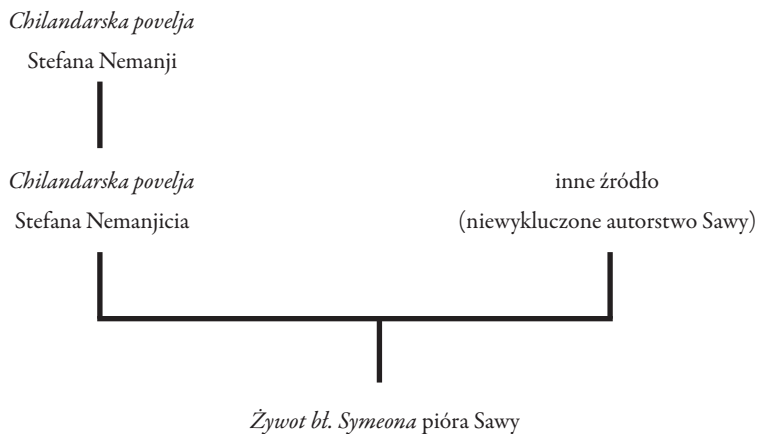 Chilandarska povelja
Stefana Nemanji
Chilandarska povelja
Stefana Nemanjicia
inne źródło
(niewykluczone autorstwo Sawy)
Żywot bł. Symeona pióra Sawy